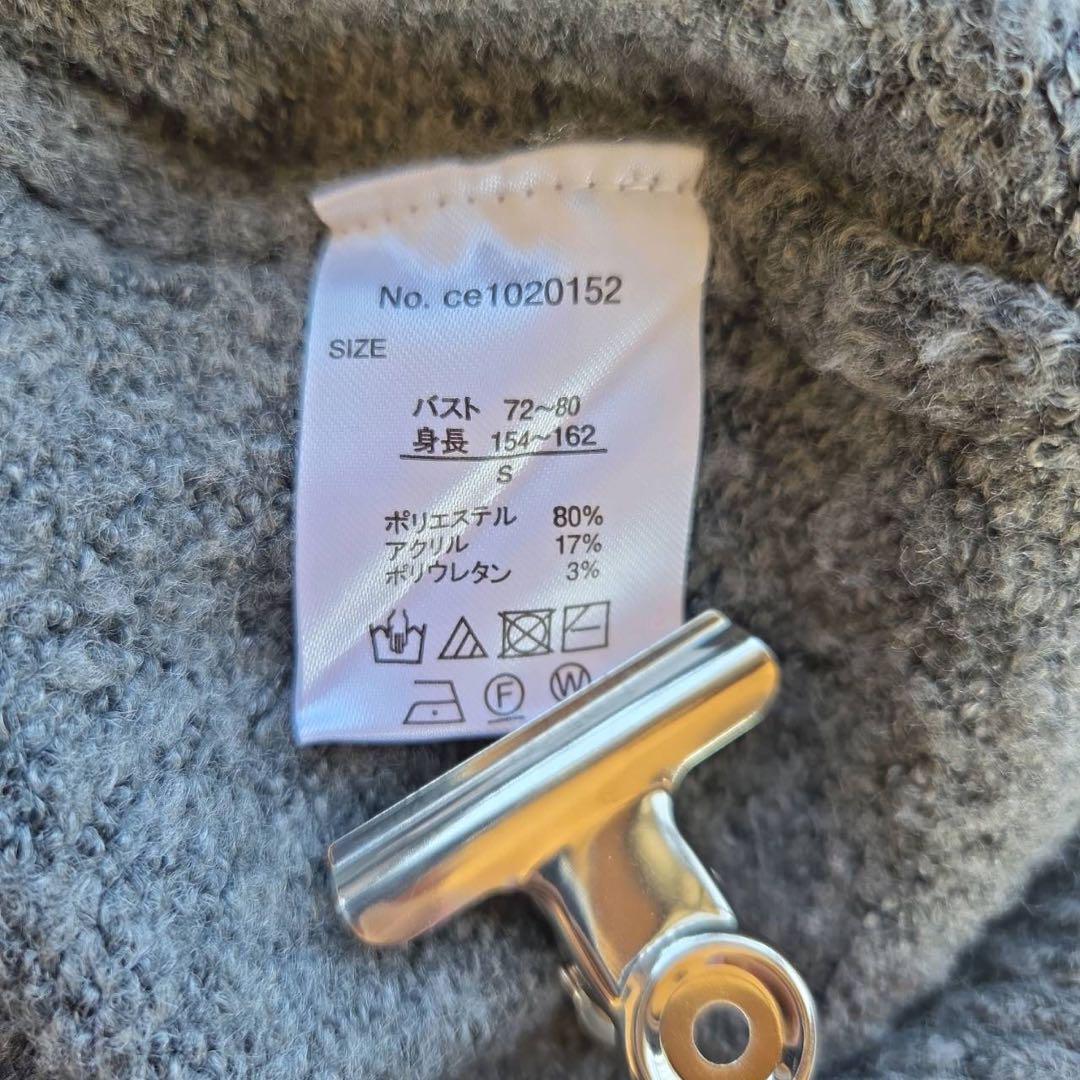 No. ce1020152
SIZE
バスト 72~80
身長 154~162
S
ポリエステル 80%
アクリル 17%
ポリウレタン 3%
F W